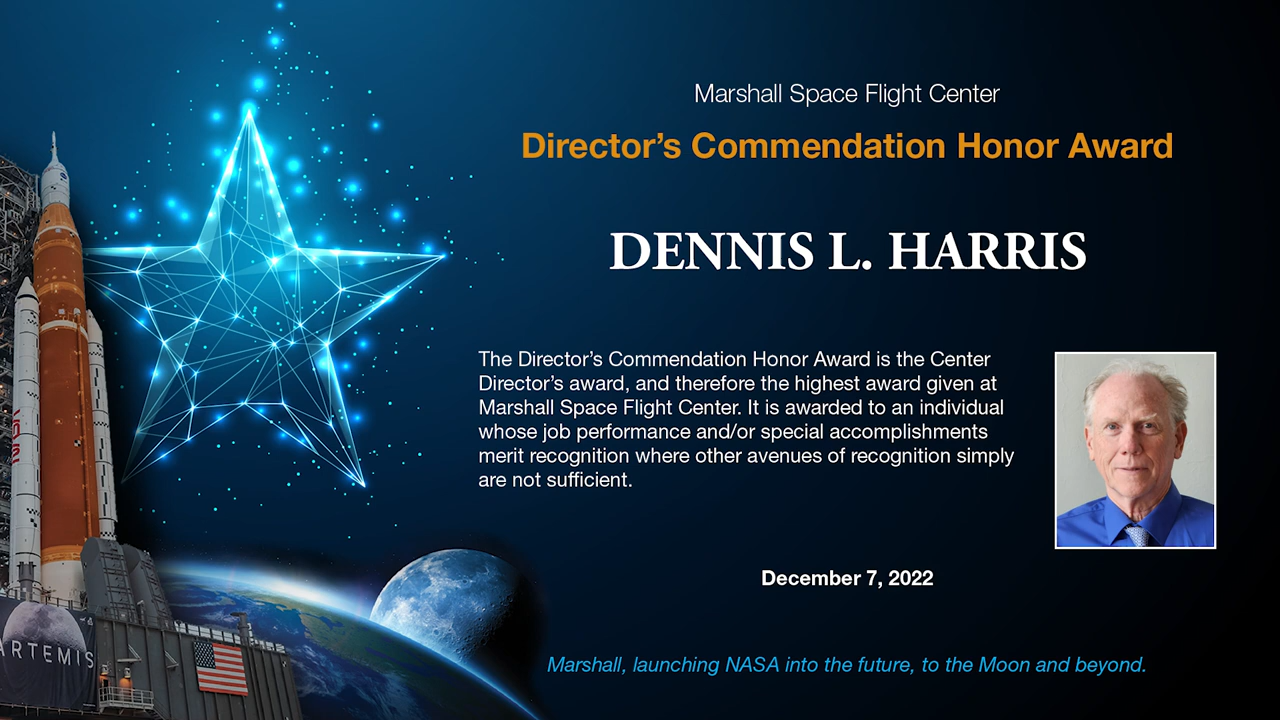 Marshall Space Flight Center
Director’s Commendation Honor Award
DENNIS L. HARRIS
The Director’s Commendation Honor Award is the Center
Director’s award, and therefore the highest award given at
Marshall Space Flight Center. It is awarded to an individual
whose job performance and/or special accomplishments
merit recognition where other avenues of recognition simply
are not sufficient.
December 7, 2022
Marshall, launching NASA into the future, to the Moon and beyond.
ARTEMIS